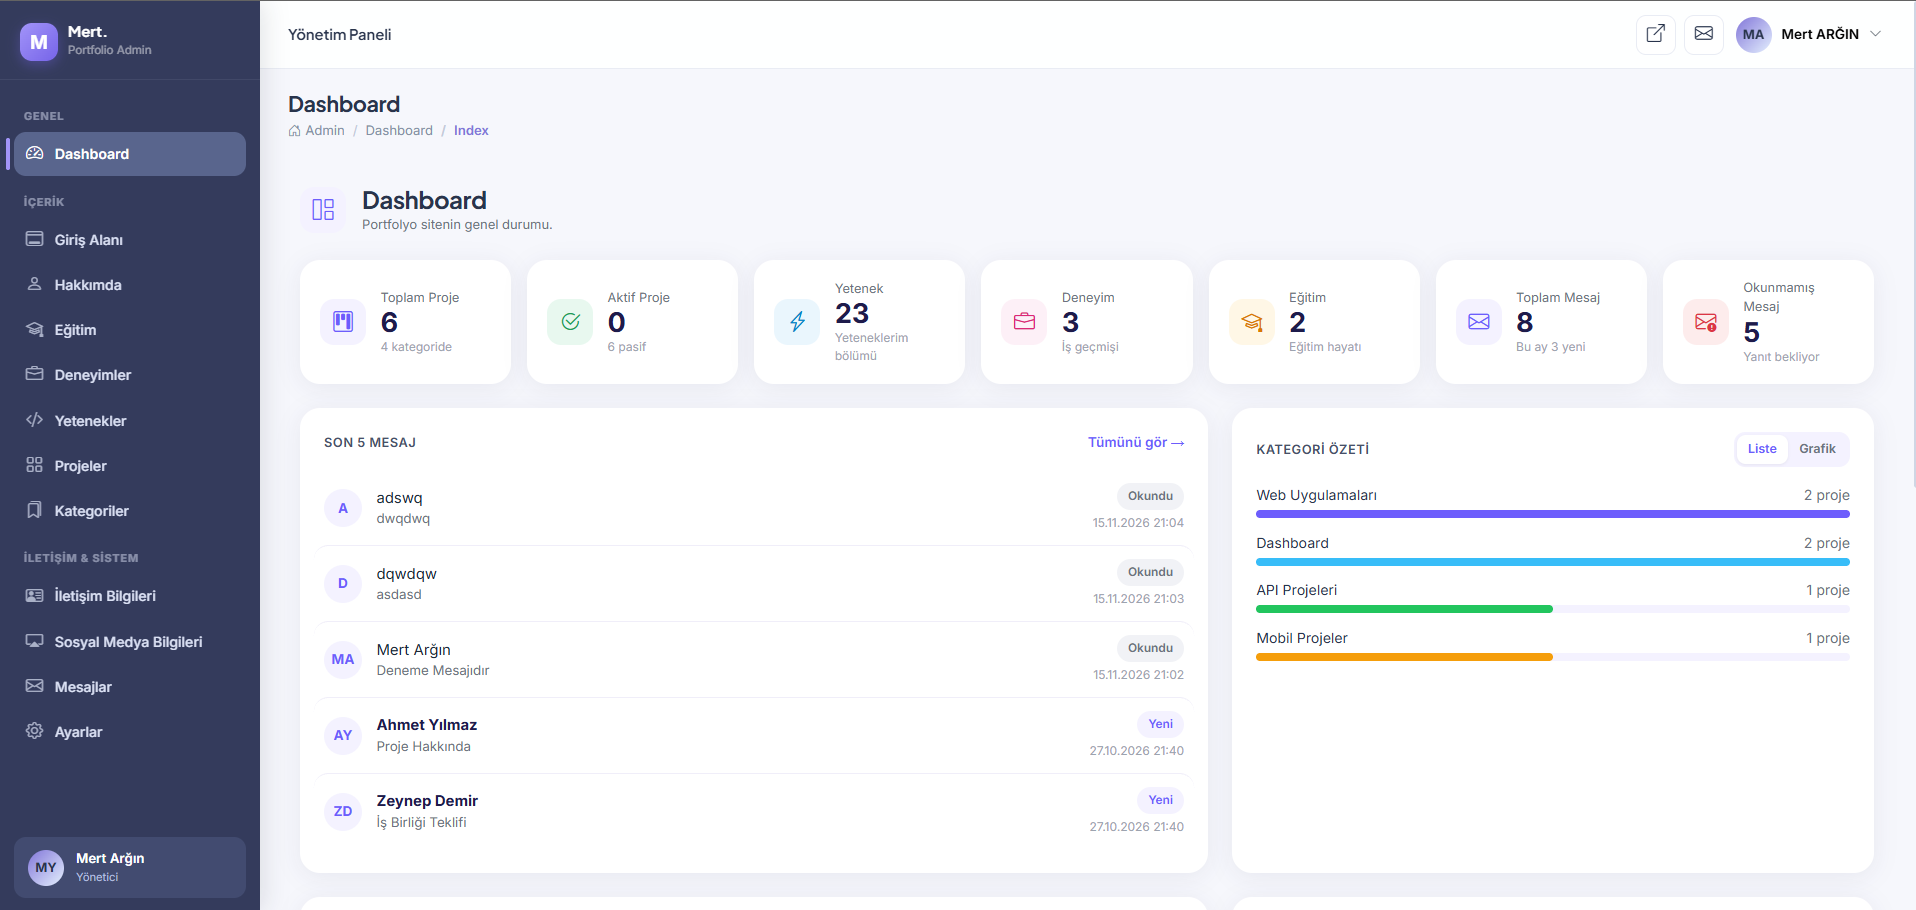 M
Mert.
Portfolio Admin
GENEL
Dashboard
İÇERİK
Giriş Alanı
Hakkımda
Eğitim
Deneyimler
Yetenekler
Projeler
Kategoriler
İLETİŞİM & SİSTEM
İletişim Bilgileri
Sosyal Medya Bilgileri
Mesajlar
Ayarlar
MY
Mert Arğın
Yönetici
Yönetim Paneli
MA
Mert ARĞIN
Dashboard
Admin / Dashboard / Index
Dashboard
Portfolyo sitenin genel durumu.
Toplam Proje
6
4 kategoride
Aktif Proje
0
6 pasif
Yetenek
23
Yeteneklerim
bölümü
Deneyim
3
İş geçmişi
Eğitim
2
Eğitim hayatı
Toplam Mesaj
8
Bu ay 3 yeni
Okunmamış
Mesaj
5
Yanıt bekliyor
SON 5 MESAJ
Tümünü gör →
A
adswq
dwqdwq
Okundu
15.11.2026 21:04
D
dqwdqw
asdasd
Okundu
15.11.2026 21:03
MA
Mert Arğın
Deneme Mesajıdır
Okundu
15.11.2026 21:02
AY
Ahmet Yılmaz
Proje Hakkında
Yeni
27.10.2026 21:40
ZD
Zeynep Demir
İş Birliği Teklifi
Yeni
27.10.2026 21:40
KATEGORİ ÖZETİ
Liste
Grafik
Web Uygulamaları
2 proje
Dashboard
2 proje
API Projeleri
1 proje
Mobil Projeler
1 proje